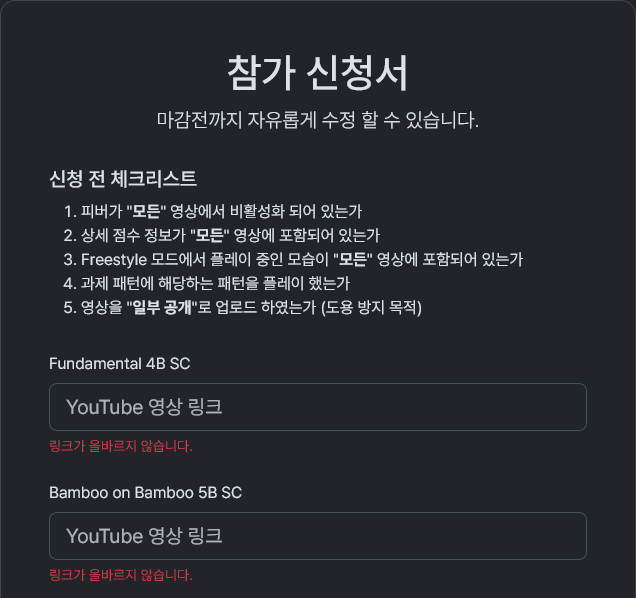 참가 신청서
마감전까지 자유롭게 수정 할 수 있습니다.
신청 전 체크리스트
1. 피버가 "모든" 영상에서 비활성화 되어 있는가
2. 상세 점수 정보가 "모든" 영상에 포함되어 있는가
3. Freestyle 모드에서 플레이 중인 모습이 "모든" 영상에 포함되어 있는가
4. 과제 패턴에 해당하는 패턴을 플레이 했는가
5. 영상을 "일부 공개"로 업로드 하였는가 (도용 방지 목적)
Fundamental 4B SC
YouTube 영상 링크
링크가 올바르지 않습니다.
Bamboo on Bamboo 5B SC
YouTube 영상 링크
링크가 올바르지 않습니다.